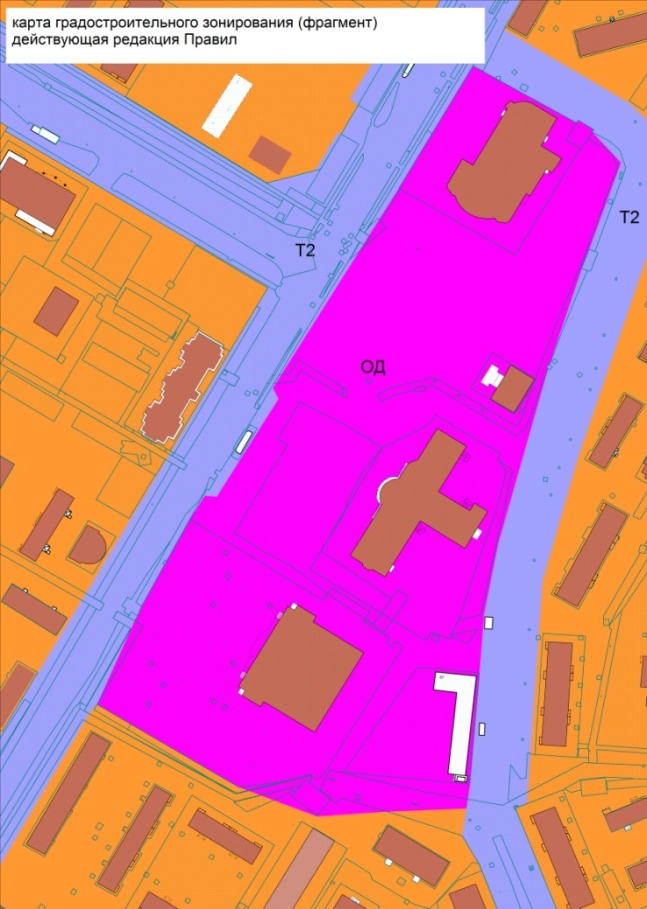 карта градостроительного зонирования (фрагмент)
действующая редакция Правил
Т2
Т2
ОД